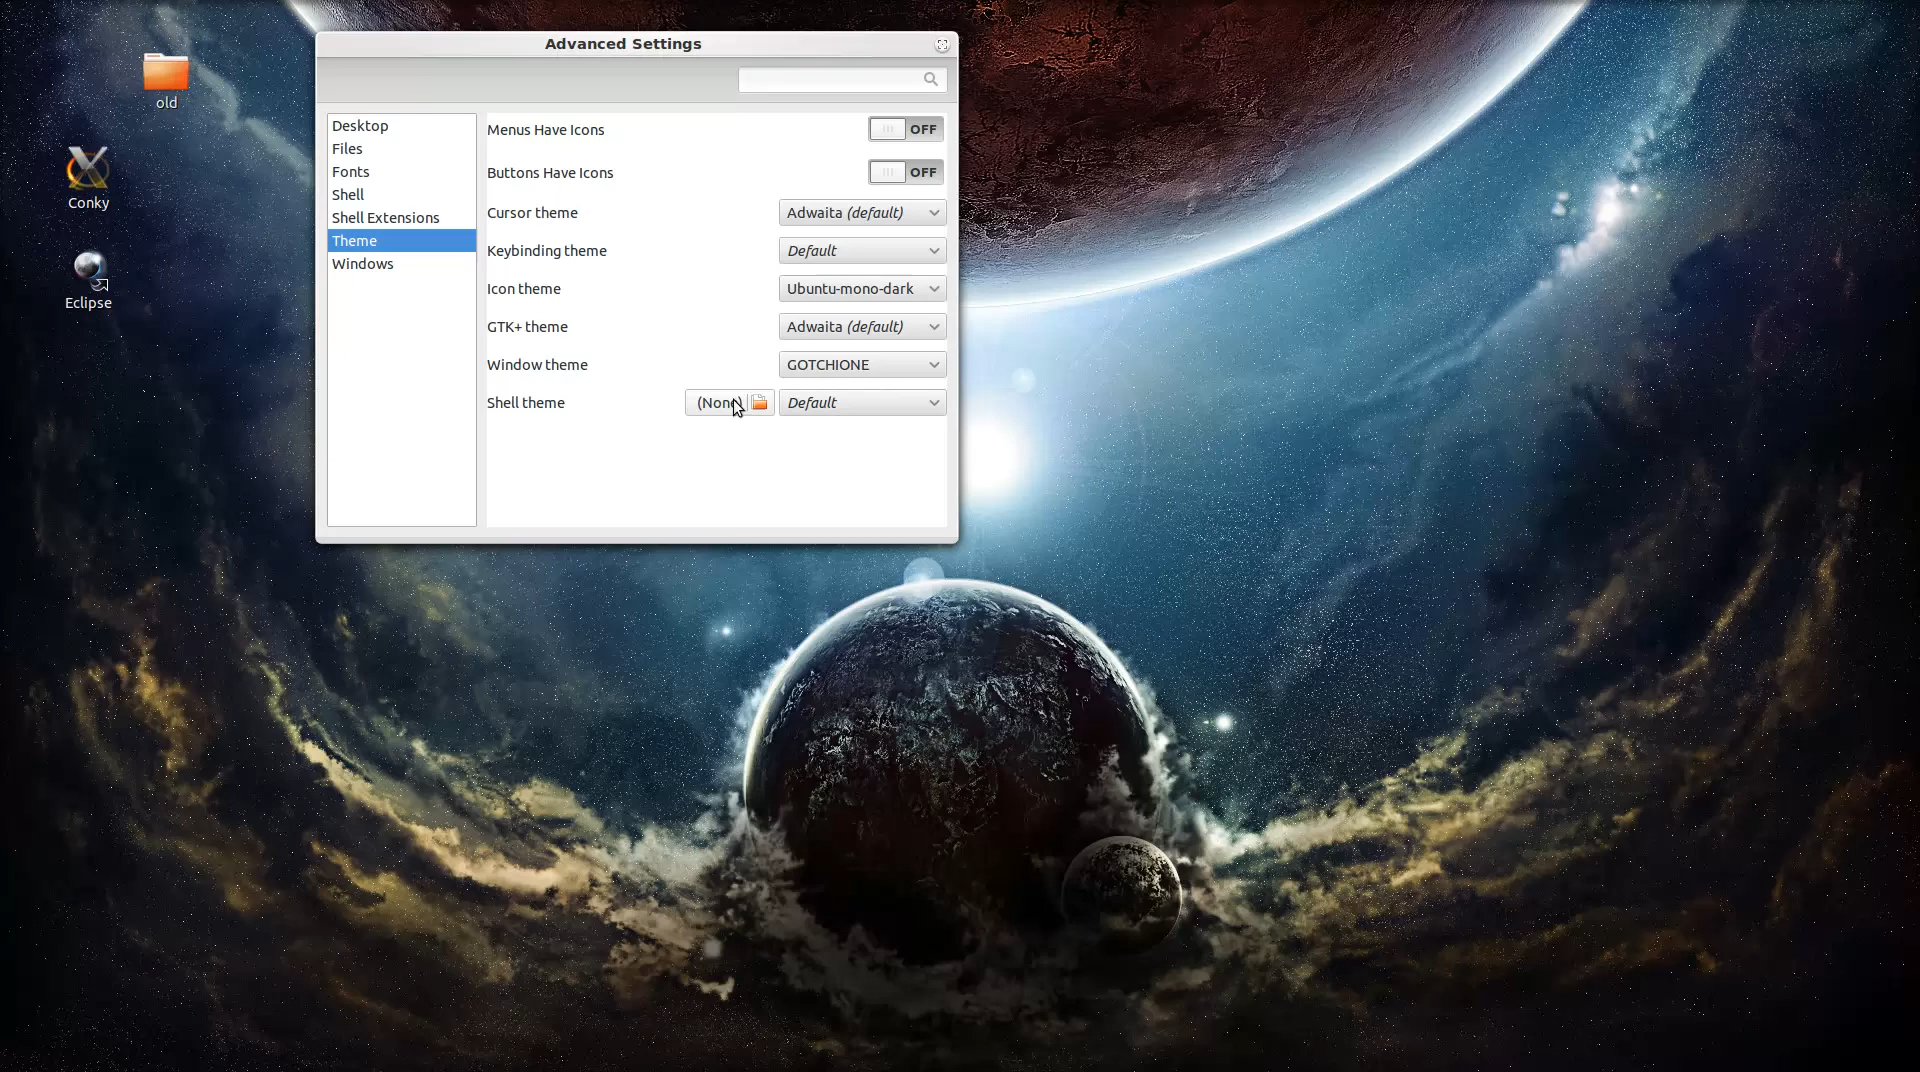 Advanced Settings
old
Conky
Eclipse
Desktop
Files
Fonts
Shell
Shell Extensions
Theme
Windows
Menus Have Icons OFF
Buttons Have Icons OFF
Cursor theme Adwaita (default)
Keybinding theme Default
Icon theme Ubuntu-mono-dark
GTK+ theme Adwaita (default)
Window theme GOTCHIONE
Shell theme (None) Default